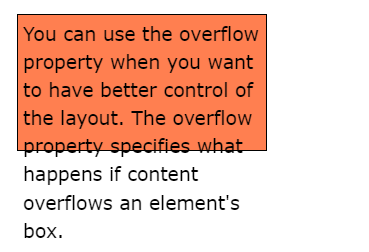 You can use the overflow
property when you want
to have better control of
the layout. The overflow
property specifies what
happens if content
overflows an element's
box.